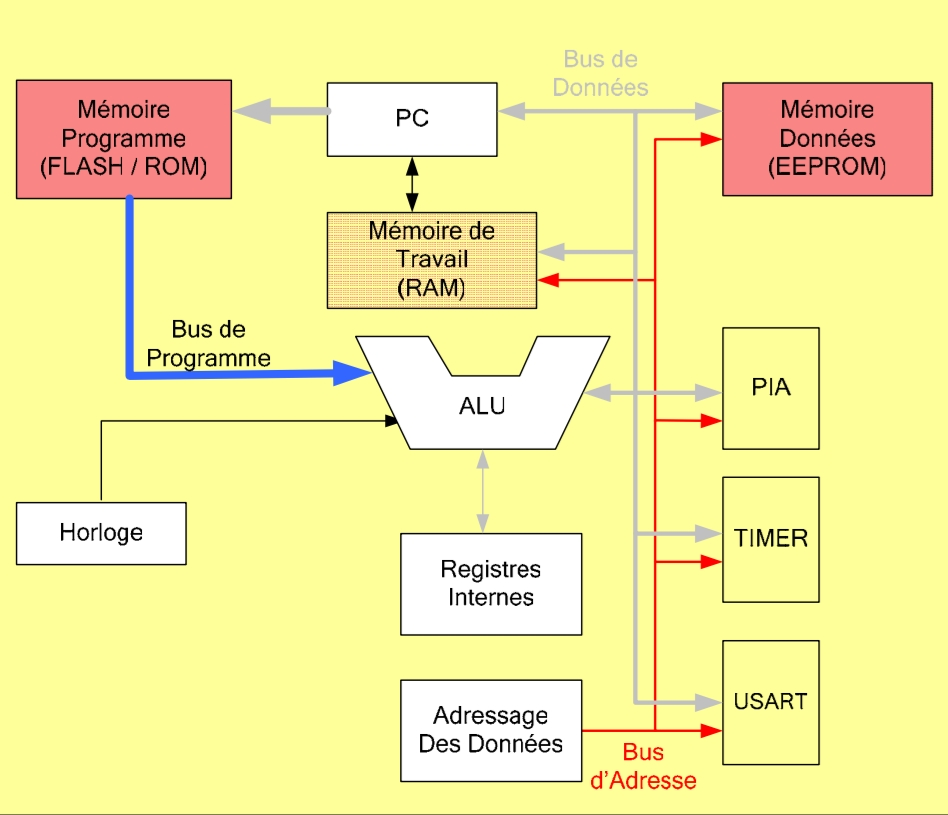 Bus de
Données
Mémoire
Programme
(FLASH / ROM)
PC
Mémoire
Données
(EEPROM)
Mémoire de
Travail
(RAM)
Bus de
Programme
ALU
PIA
Horloge
TIMER
Registres
Internes
Adressage
Des Données
USART
Bus
d'Adresse